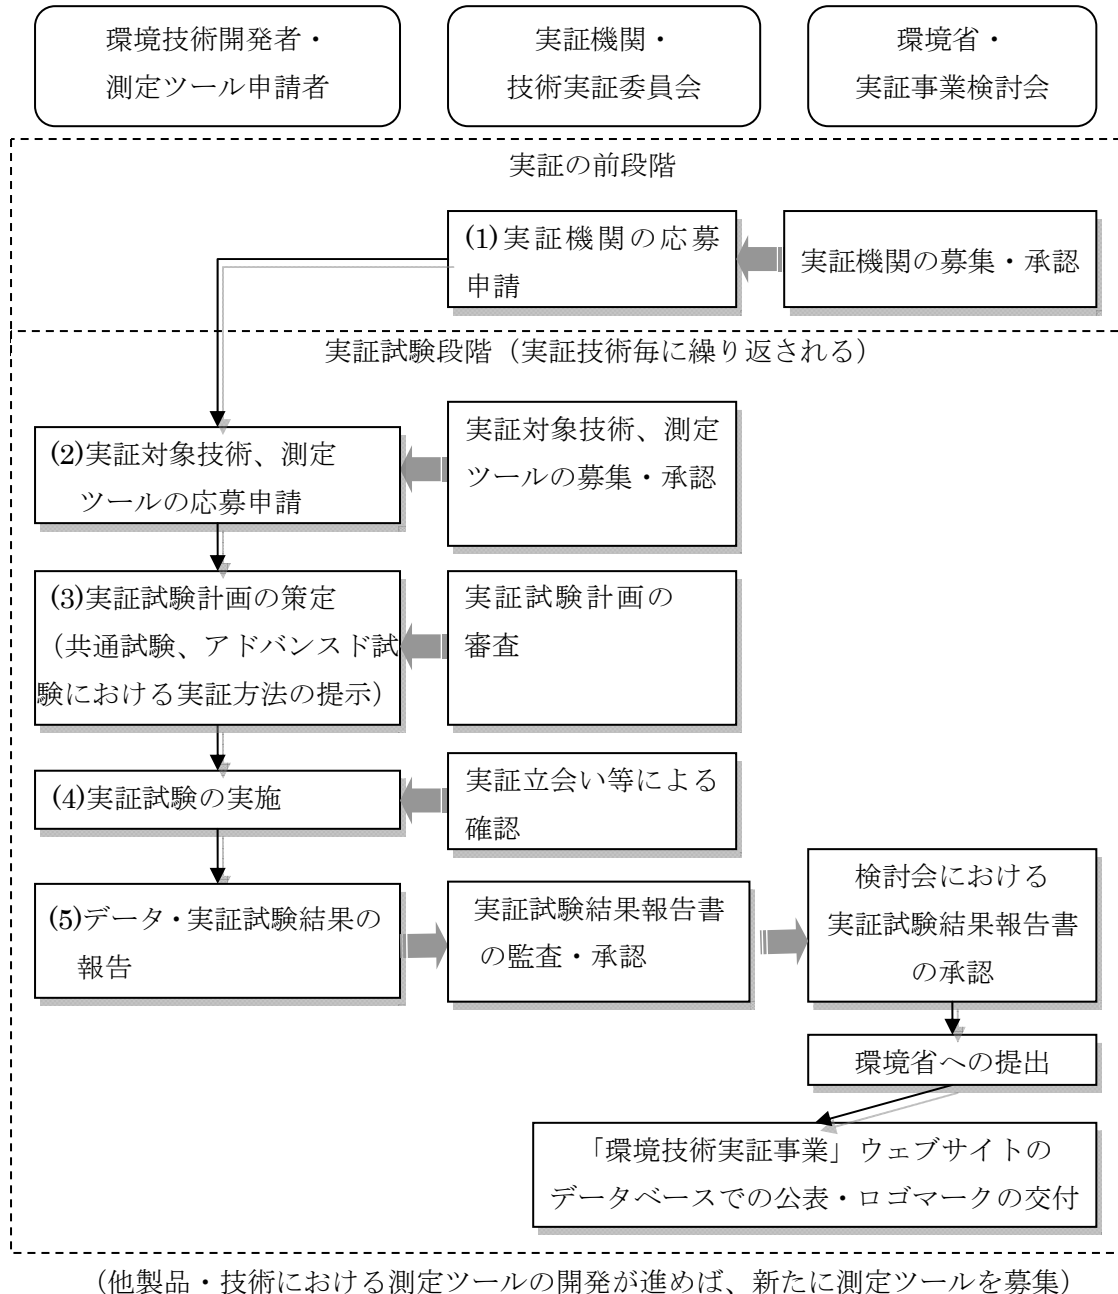 環境技術開発者・
測定ツール申請者
実証機関・
技術実証委員会
環境省・
実証事業検討会
実証の前段階
(1)実証機関の応募
申請
実証機関の募集・承認
実証試験段階（実証技術毎に繰り返される）
(2)実証対象技術、測定
ツールの応募申請
実証対象技術、測定
ツールの募集・承認
(3)実証試験計画の策定
（共通試験、アドバンスド試
験における実証方法の提示）
実証試験計画の
審査
(4)実証試験の実施
実証立会い等による
確認
(5)データ・実証試験結果の
報告
実証試験結果報告書
の監査・承認
検討会における
実証試験結果報告書
の承認
環境省への提出
「環境技術実証事業」ウェブサイトの
データベースでの公表・ロゴマークの交付
（他製品・技術における測定ツールの開発が進めば、新たに測定ツールを募集）